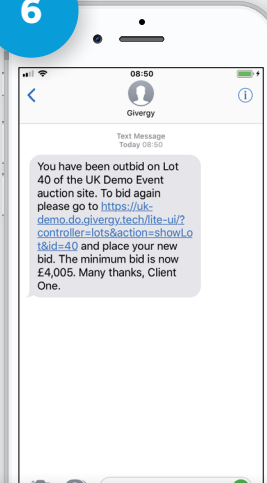 6
08:50
Givergy
Text Message
Today 08:50
You have been outbid on Lot
40 of the UK Demo Event
auction site. To bid again
please go to https://uk-
demo.do.givergy.tech/lite-ui/?
controller=lots&action=showLo
t&id=40 and place your new
bid. The minimum bid is now
£4,005. Many thanks, Client
One.